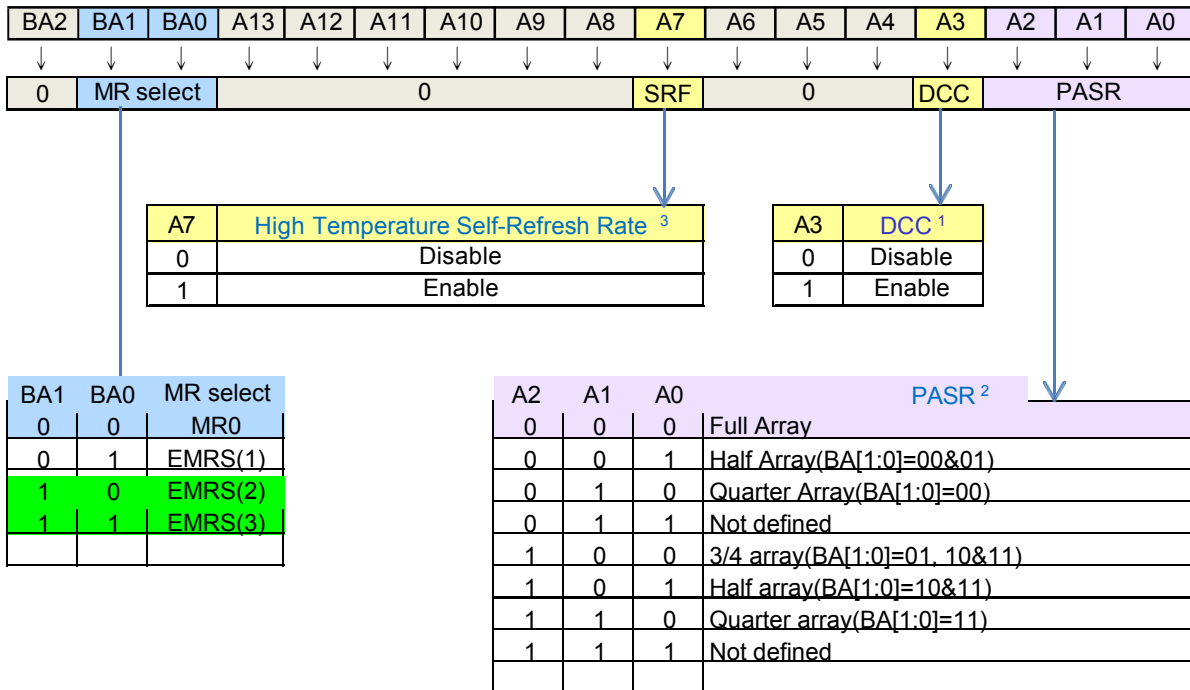 BA2 BA1 BA0 A13 A12 A11 A10 A9 A8 A7 A6 A5 A4 A3 A2 A1 A0
0 MR select 0 SRF 0 DCC PASR
A7 High Temperature Self-Refresh Rate 3
0 Disable
1 Enable
A3 DCC 1
0 Disable
1 Enable
BA1 BA0 MR select
0 0 MR0
0 1 EMRS(1)
1 0 EMRS(2)
1 1 EMRS(3)
A2 A1 A0 PASR 2
0 0 0 Full Array
0 0 1 Half Array(BA[1:0]=00&01)
0 1 0 Quarter Array(BA[1:0]=00)
0 1 1 Not defined
1 0 0 3/4 array(BA[1:0]=01, 10&11)
1 0 1 Half array(BA[1:0]=10&11)
1 1 0 Quarter array(BA[1:0]=11)
1 1 1 Not defined